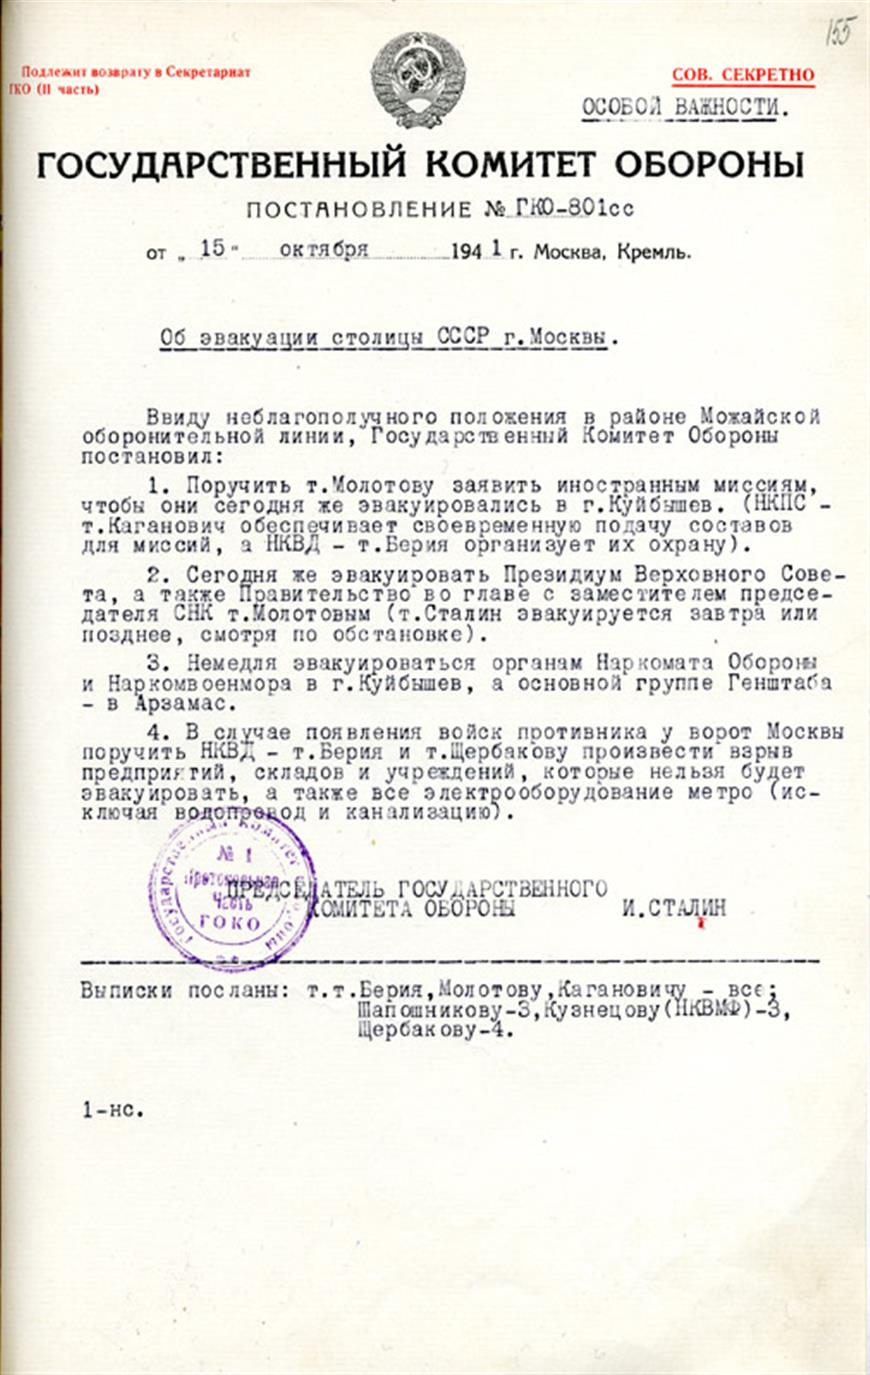 155
Подлежит возврату в Секретариат
ГКО (II часть)
СОВ. СЕКРЕТНО
ОСОБОЙ ВАЖНОСТИ.
ГОСУДАРСТВЕННЫЙ КОМИТЕТ ОБОРОНЫ
ПОСТАНОВЛЕНИЕ № ГКО-801сс
от „15" октября 1941 г. Москва, Кремль.
Об эвакуации столицы СССР г.Москвы.
Ввиду неблагополучного положения в районе Можайской
оборонительной линии, Государственный Комитет Обороны
постановил:
1. Поручить т.Молотову заявить иностранным миссиям,
чтобы они сегодня же эвакуировались в г.Куйбышев. (НКПС -
т.Каганович обеспечивает своевременную подачу составов
для миссий, а НКВД - т.Берия организует их охрану).
2. Сегодня же эвакуировать Президиум Верховного Сове-
та, а также Правительство во главе с заместителем предсе-
дателя СНК т.Молотовым (т.Сталин эвакуируется завтра или
позднее, смотря по обстановке).
3. Немедля эвакуироваться органам Наркомата Обороны
и Наркомвоенмора в г.Куйбышев, а основной группе Генштаба
- в Арзамас.
4. В случае появления войск противника у ворот Москвы
поручить НКВД - т.Берия и т.Щербакову произвести взрыв
предприятий, складов и учреждений, которые нельзя будет
эвакуировать, а также все электрооборудование метро (ис-
ключая водопровод и канализацию).
Государственный Комитет Обороны
№ 1
Протокольная
Часть
ГОКО
ПРЕДСЕДАТЕЛЬ ГОСУДАРСТВЕННОГО
КОМИТЕТА ОБОРОНЫ И.СТАЛИН
Выписки посланы: т.т.Берия,Молотову,Кагановичу - все;
Шапошникову-3,Кузнецову(НКВМФ)-3,
Щербакову-4.
1-нс.